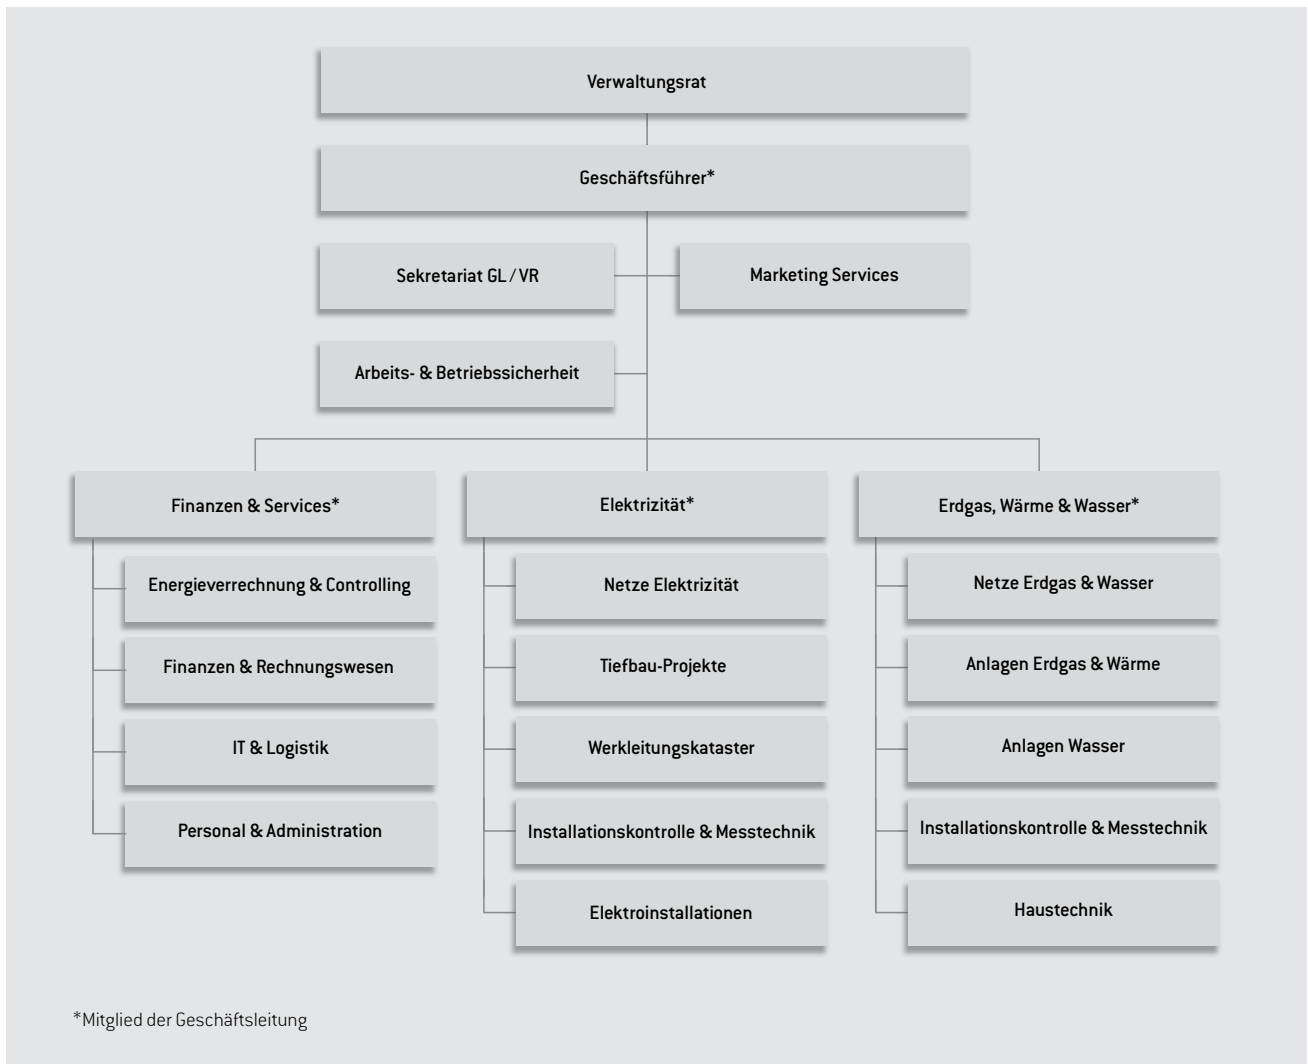 Verwaltungsrat
Geschäftsführer*
Sekretariat GL / VR
Marketing Services
Arbeits- & Betriebssicherheit
Finanzen & Services*
Energieverrechnung & Controlling
Finanzen & Rechnungswesen
IT & Logistik
Personal & Administration
Elektrizität*
Netze Elektrizität
Tiefbau-Projekte
Werkleitungskataster
Installationskontrolle & Messtechnik
Elektroinstallationen
Erdgas, Wärme & Wasser*
Netze Erdgas & Wasser
Anlagen Erdgas & Wärme
Anlagen Wasser
Installationskontrolle & Messtechnik
Haustechnik
*Mitglied der Geschäftsleitung